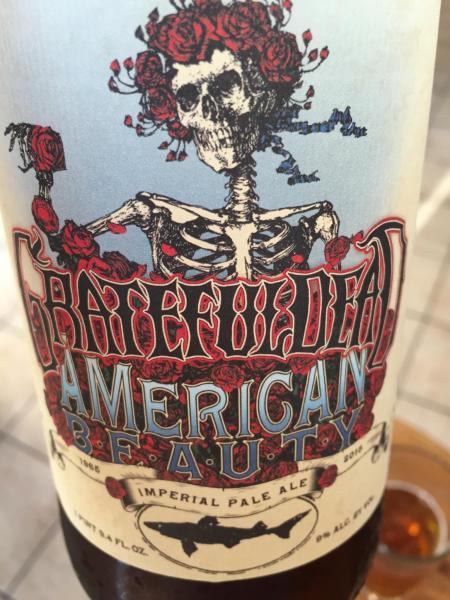 GRATEFUL DEAD
AMERICAN
BEAUTY
1965 2015
IMPERIAL PALE ALE
1 PINT 9.4 FL. OZ. 9% ALC. BY VOL.